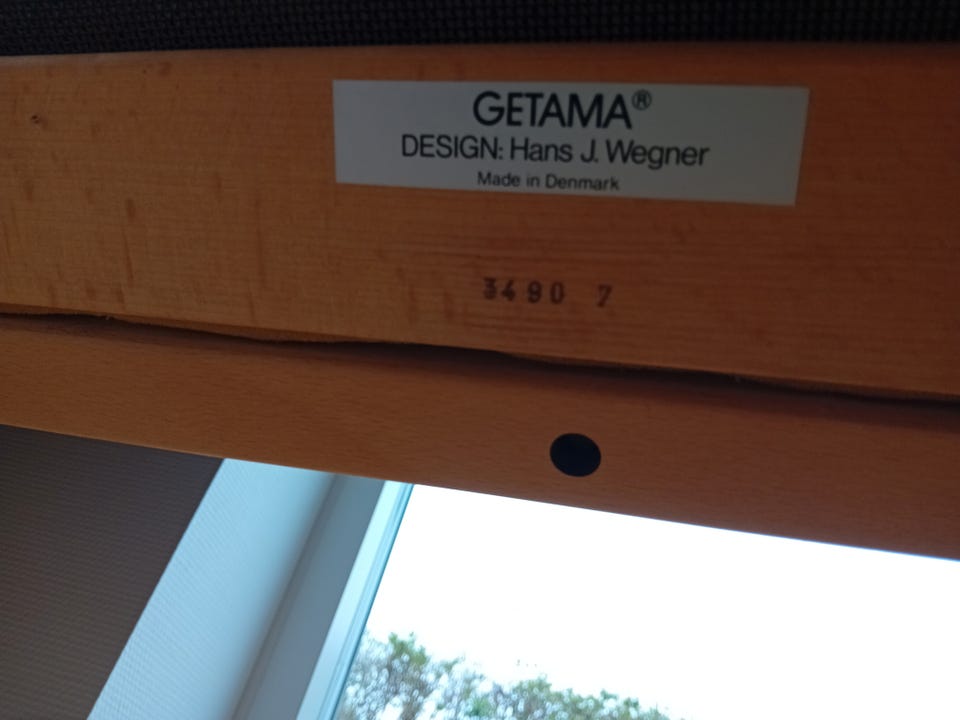 GETAMA®
DESIGN: Hans J. Wegner
Made in Denmark
3490 7